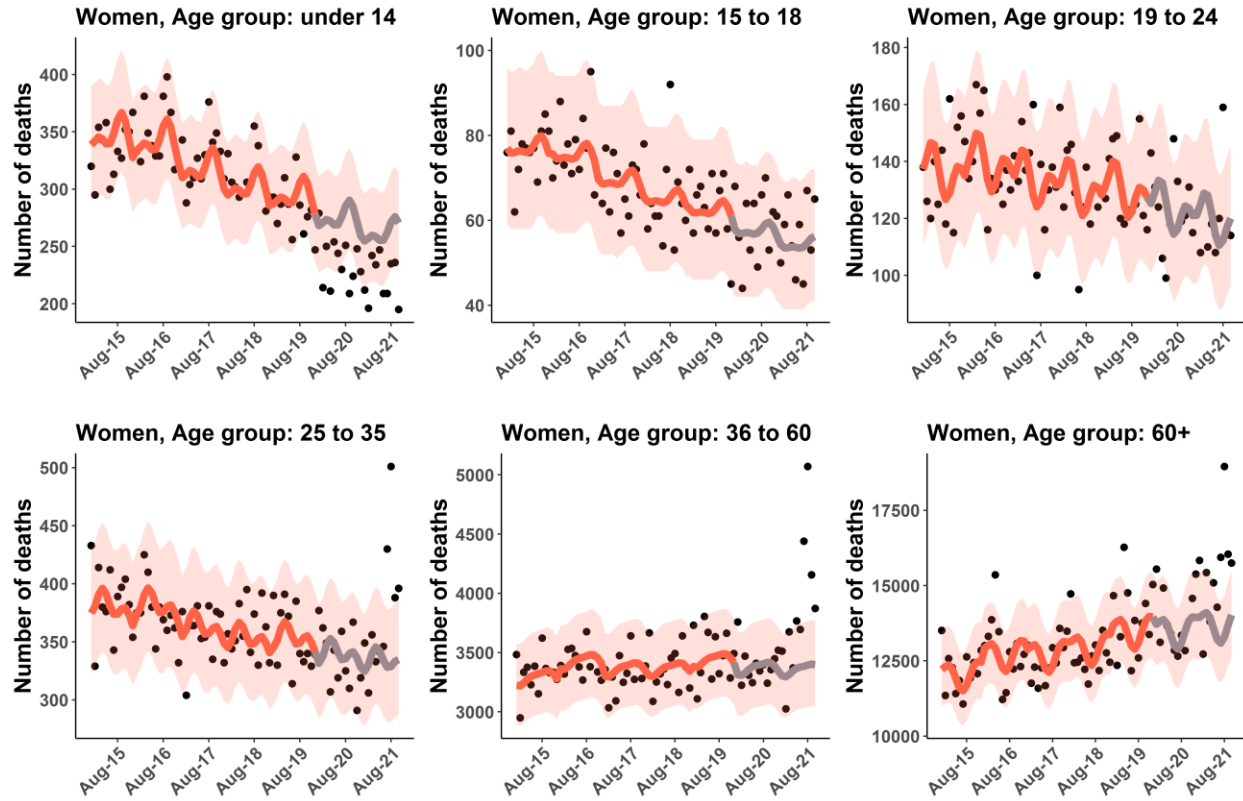 Women, Age group: under 14
Number of deaths
400
350
300
250
200
Aug-15
Aug-16
Aug-17
Aug-18
Aug-19
Aug-20
Aug-21
Women, Age group: 15 to 18
Number of deaths
100
80
60
40
Aug-15
Aug-16
Aug-17
Aug-18
Aug-19
Aug-20
Aug-21
Women, Age group: 19 to 24
Number of deaths
180
160
140
120
100
Aug-15
Aug-16
Aug-17
Aug-18
Aug-19
Aug-20
Aug-21
Women, Age group: 25 to 35
Number of deaths
500
450
400
350
300
Aug-15
Aug-16
Aug-17
Aug-18
Aug-19
Aug-20
Aug-21
Women, Age group: 36 to 60
Number of deaths
5000
4500
4000
3500
3000
Aug-15
Aug-16
Aug-17
Aug-18
Aug-19
Aug-20
Aug-21
Women, Age group: 60+
Number of deaths
17500
15000
12500
10000
Aug-15
Aug-16
Aug-17
Aug-18
Aug-19
Aug-20
Aug-21